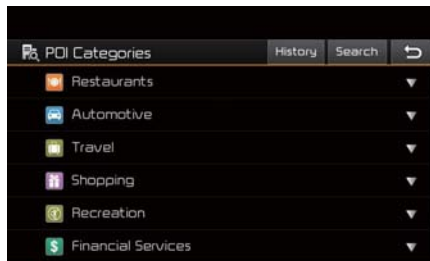 POI Categories History Search
Restaurants
Automotive
Travel
Shopping
Recreation
$ Financial Services